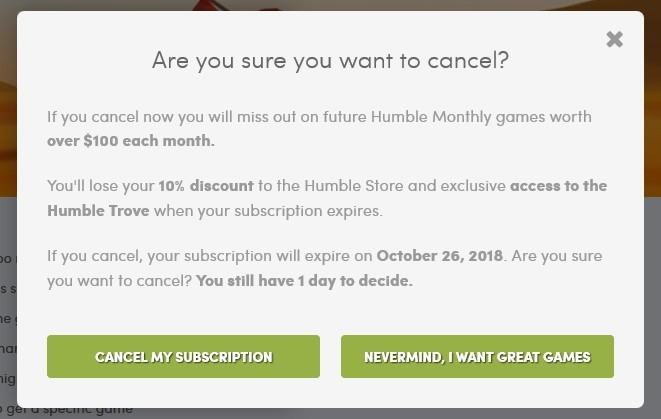 Are you sure you want to cancel?
If you cancel now you will miss out on future Humble Monthly games worth
over $100 each month.
You'll lose your 10% discount to the Humble Store and exclusive access to the
Humble Trove when your subscription expires.
If you cancel, your subscription will expire on October 26, 2018. Are you sure
you want to cancel? You still have 1 day to decide.
CANCEL MY SUBSCRIPTION
NEVERMIND, I WANT GREAT GAMES
to get a specific game